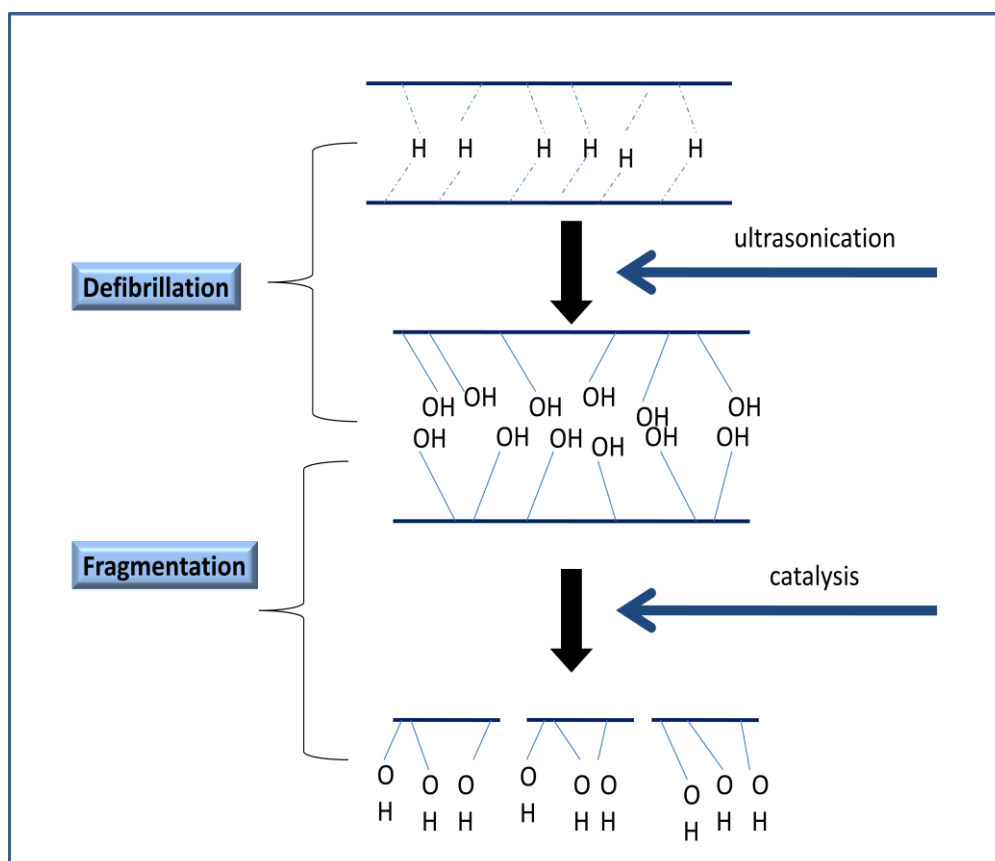 H H H H H H
ultrasonication
Defibrillation
OH OH OH OH OH OH
OH OH OH OH OH OH
Fragmentation
catalysis
O O O O O O O O O
H H H H H H H H H